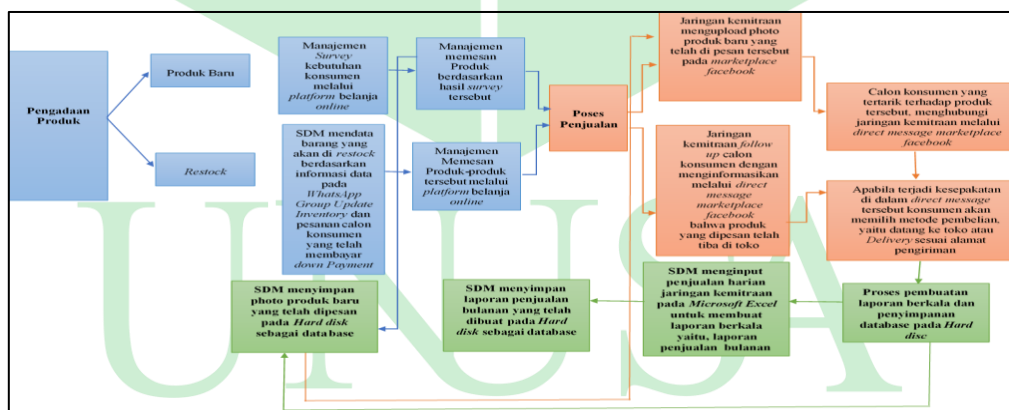 Pengadaan
Produk
Produk Baru
Restock
Manajemen
Survey
kebutuhan
konsumen
melalui
platform belanja
online
Manajemen
memesan
Produk
berdasarkan
hasil survey
tersebut
SDM mendata
barang yang
akan di restock
berdasarkan
informasi data
pada
WhatsApp
Group Update
Inventory dan
pesanan calon
konsumen
yang telah
membayar
down Payment
Manajemen
Memesan
Produk-produk
tersebut melalui
platform belanja
online
Poses
Penjualan
Jaringan kemitraan
mengupload photo
produk baru yang
telah di pesan tersebut
pada marketplace
facebook
Jaringan
kemitraan follow
up calon
konsumen dengan
menginformasikan
melalui direct
message
marketplace
facebook
bahwa produk
yang dipesan telah
tiba di toko
Calon konsumen yang
tertarik terhadap produk
tersebut, menghubungi
jaringan kemitraan melalui
direct message marketplace
facebook
Apabila terjadi kesepakatan
di dalam direct message
tersebut konsumen akan
memilih metode pembelian,
yaitu datang ke toko atau
Delivery sesuai alamat
pengiriman
Proses pembuatan
laporan berkala dan
penyimpanan
database pada Hard
disc
SDM menginput
penjualan harian
jaringan kemitraan
pada Microsoft Excel
untuk membuat
laporan berkala
yaitu, laporan
penjualan bulanan
SDM menyimpan
laporan penjualan
bulanan yang telah
dibuat pada Hard
disk sebagai database
SDM menyimpan
photo produk baru
yang telah dipesan
pada Hard disk
sebagai database
UNUSA